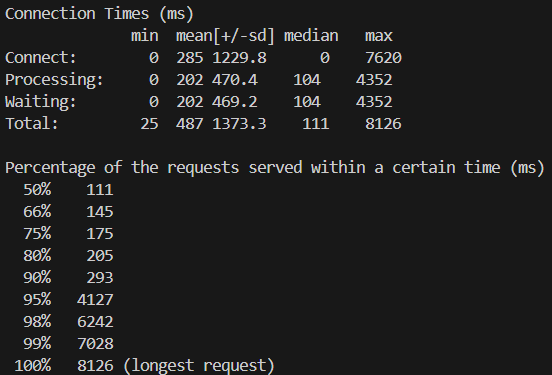 Connection Times (ms)
              min  mean[+/-sd] median   max
Connect:        0  285 1229.8      0    7620
Processing:     0  202 470.4    104    4352
Waiting:        0  202 469.2    104    4352
Total:         25  487 1373.3    111    8126

Percentage of the requests served within a certain time (ms)
  50%    111
  66%    145
  75%    175
  80%    205
  90%    293
  95%   4127
  98%   6242
  99%   7028
 100%   8126 (longest request)